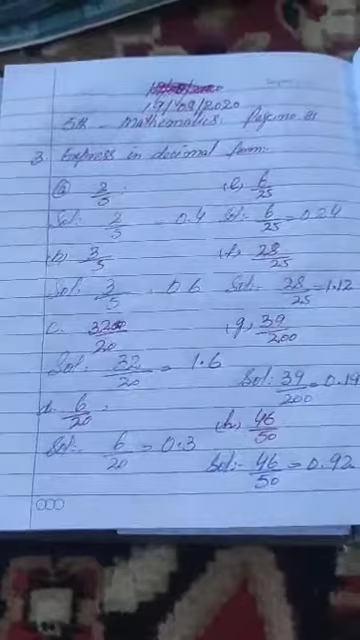 19/08/2020
Sub - Mathematics.
3. Express in decimal form.
(a) 2/5 :
Sol: 2/5 = 0.4
(b) 3/5
Sol: 3/5 = 0.6
c. 32/20
Sol: 32/20 = 1.6
d. 6/20 :
Sol:- 6/20 = 0.3
(e) 6/25
Sol: 6/25 = 0.24
(f) 28/25
Sol:- 28/25 = 1.12
(g) 39/200
Sol: 39/200 = 0.19
(h) 46/50
Sol:- 46/50 = 0.92